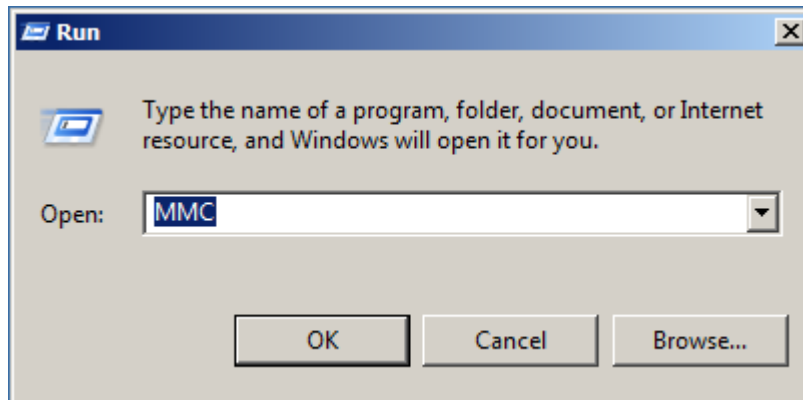 Run
Type the name of a program, folder, document, or Internet
resource, and Windows will open it for you.
Open: MMC
OK Cancel Browse...